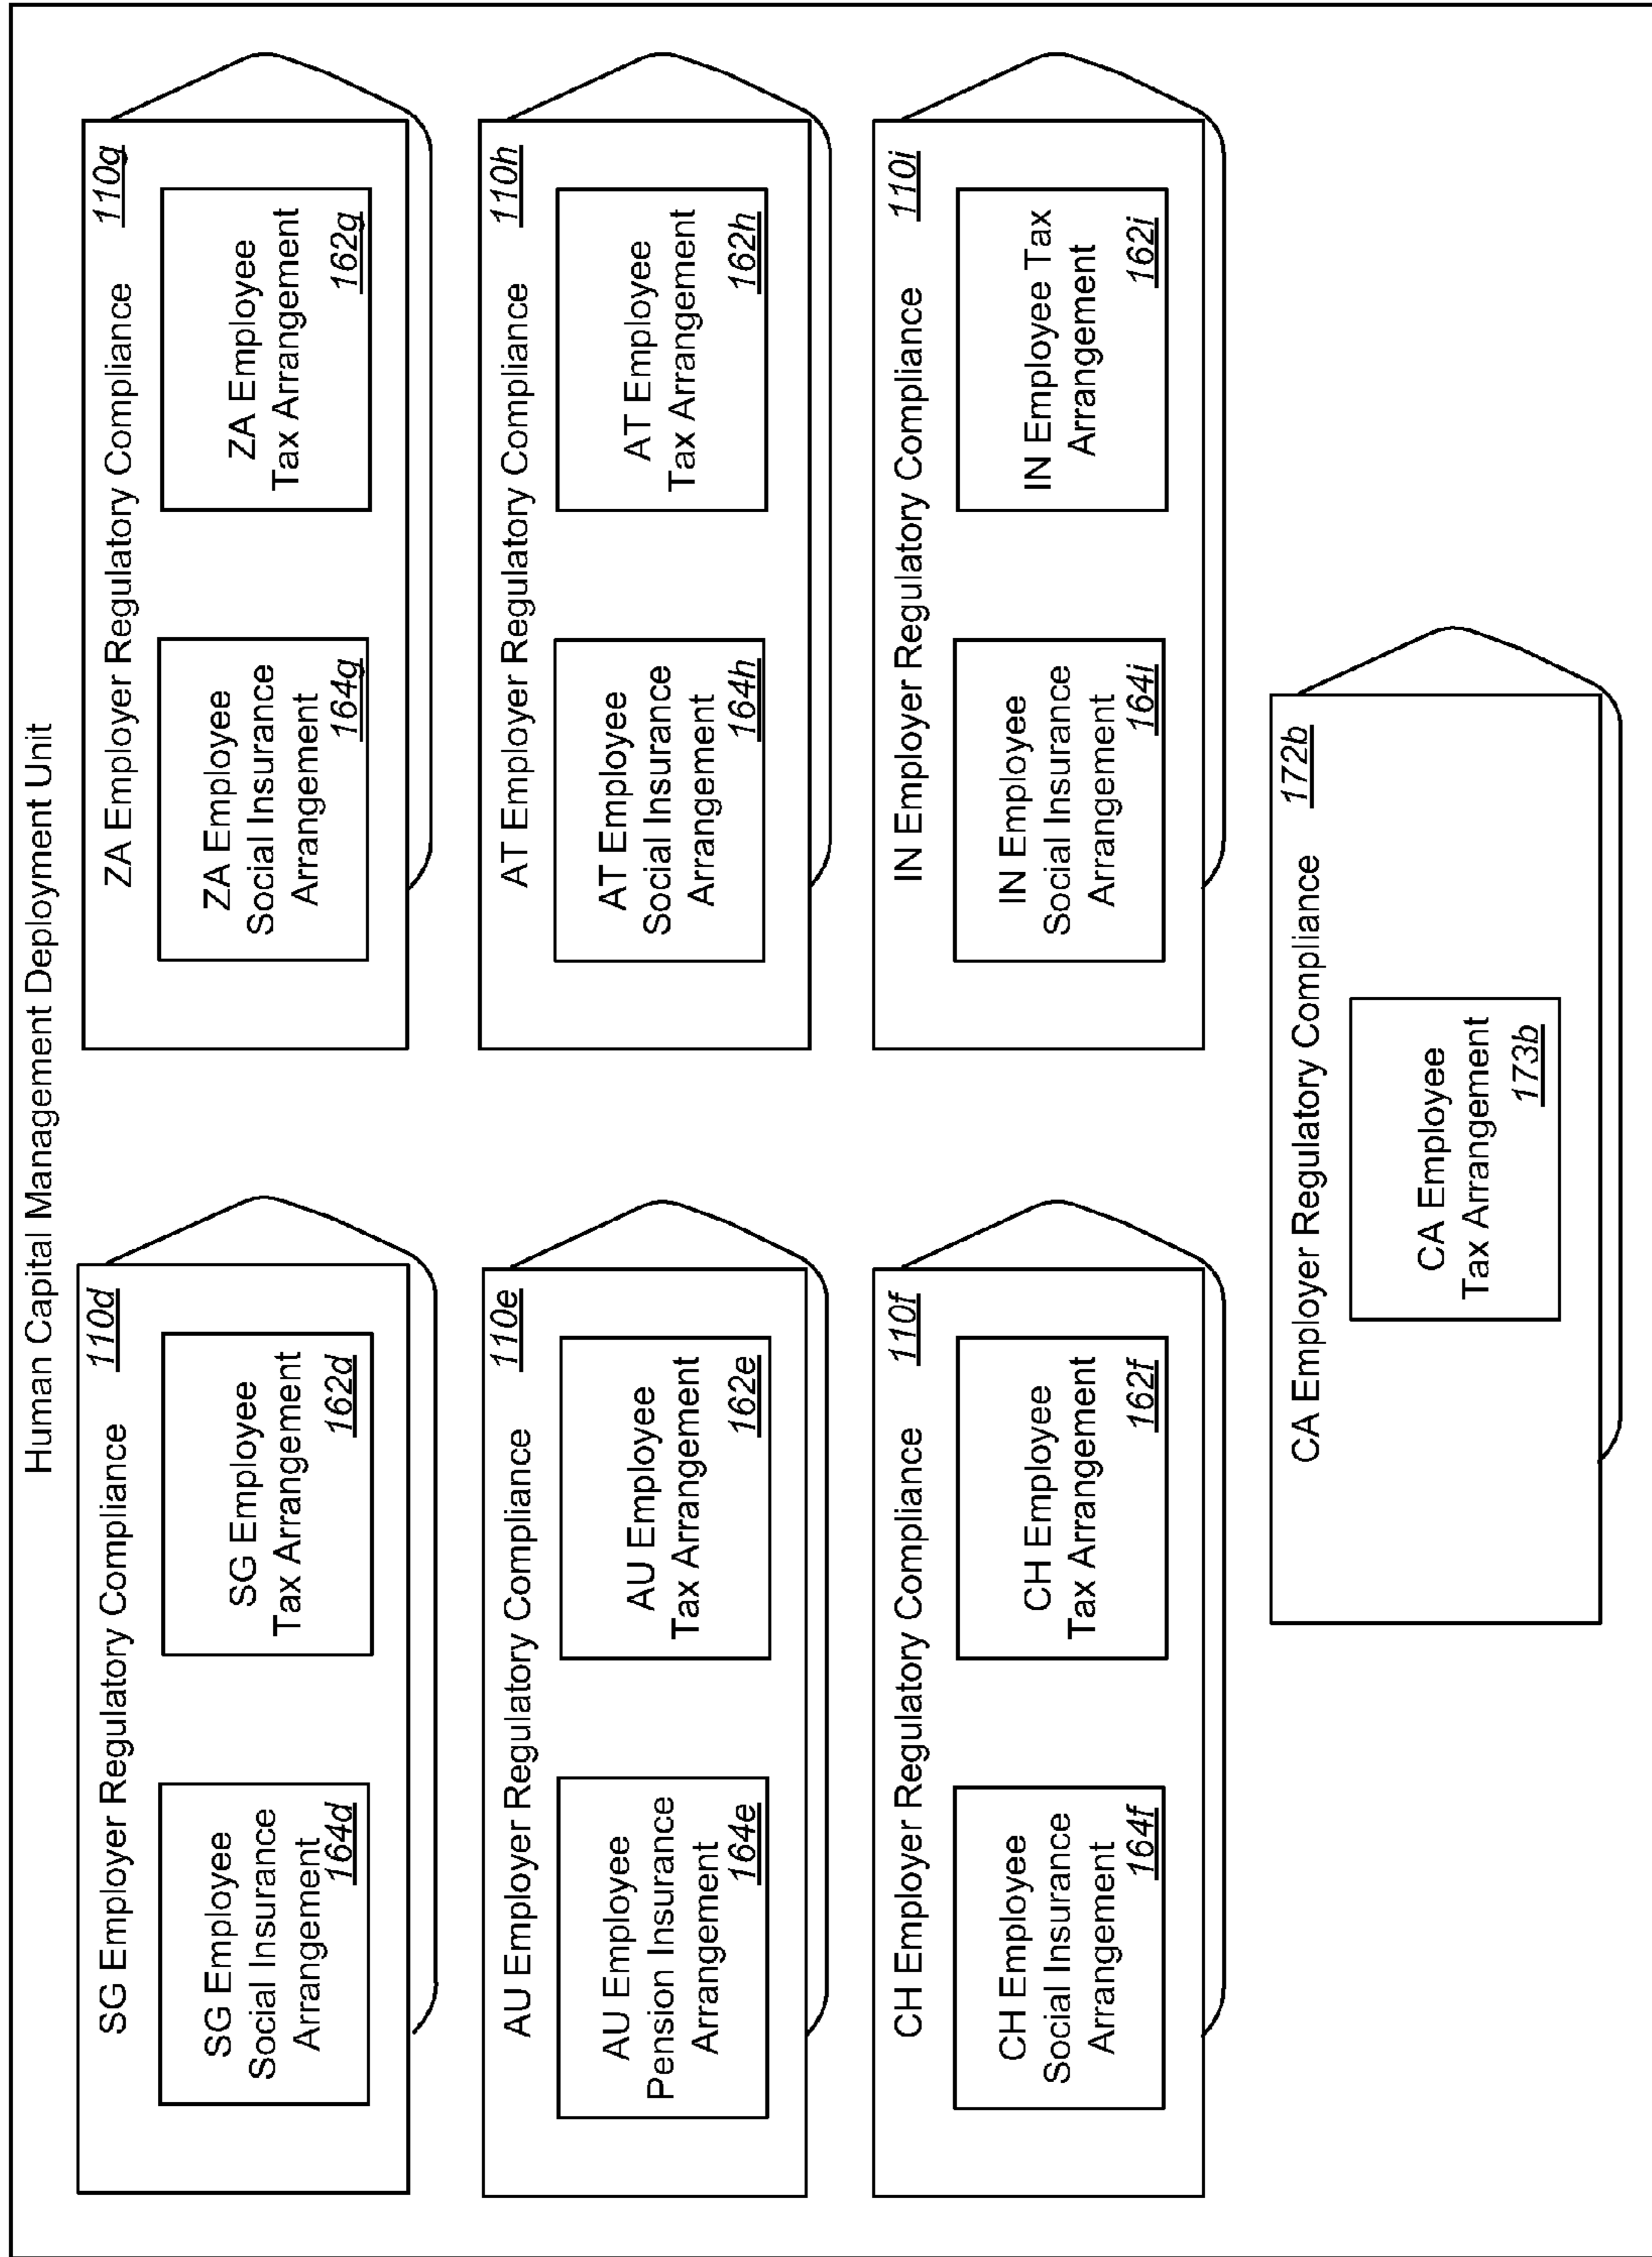 Human Capital Management Deployment Unit
SG Employer Regulatory Compliance
110d
SG Employee
Social Insurance
Arrangement
164d
SG Employee
Tax Arrangement
162d
ZA Employer Regulatory Compliance
110g
ZA Employee
Social Insurance
Arrangement
164g
ZA Employee
Tax Arrangement
162g
AU Employer Regulatory Compliance
110e
AU Employee
Pension Insurance
Arrangement
164e
AU Employee
Tax Arrangement
162e
AT Employer Regulatory Compliance
110h
AT Employee
Social Insurance
Arrangement
164h
AT Employee
Tax Arrangement
162h
CH Employer Regulatory Compliance
110f
CH Employee
Social Insurance
Arrangement
164f
CH Employee
Tax Arrangement
162f
IN Employer Regulatory Compliance
110i
IN Employee
Social Insurance
Arrangement
164i
IN Employee Tax
Arrangement
162i
CA Employer Regulatory Compliance
172b
CA Employee
Tax Arrangement
173b